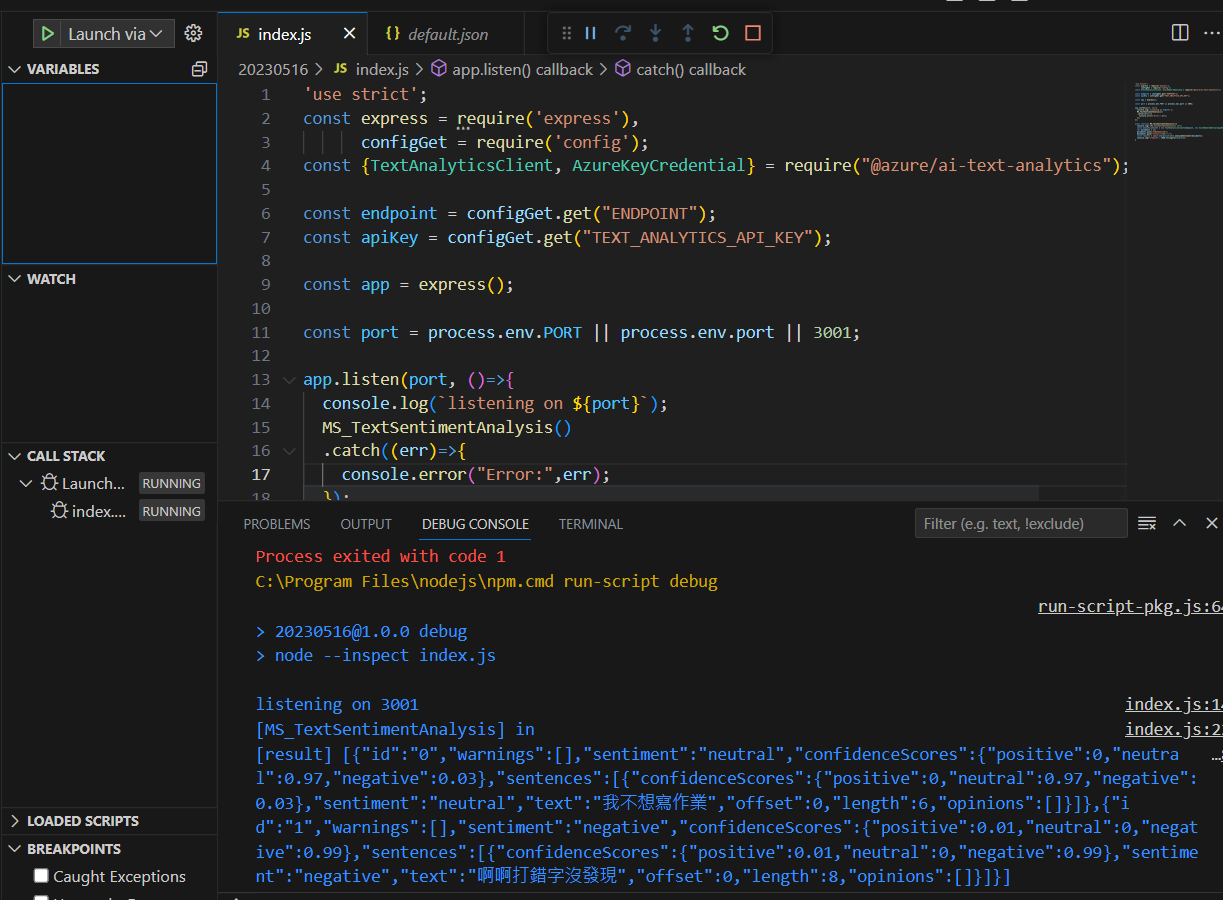 Launch via
JS index.js
{} default.json
VARIABLES
20230516 > JS index.js > app.listen() callback > catch() callback
1 'use strict';
2 const express = require('express'),
3 configGet = require('config');
4 const {TextAnalyticsClient, AzureKeyCredential} = require("@azure/ai-text-analytics");
5
6 const endpoint = configGet.get("ENDPOINT");
7 const apiKey = configGet.get("TEXT_ANALYTICS_API_KEY");
8
9 const app = express();
10
11 const port = process.env.PORT || process.env.port || 3001;
12
13 app.listen(port, ()=>{
14 console.log(`listening on ${port}`);
15 MS_TextSentimentAnalysis()
16 .catch((err)=>{
17 console.error("Error:",err);
18 });
WATCH
CALL STACK
Launch... RUNNING
index.... RUNNING
LOADED SCRIPTS
BREAKPOINTS
Caught Exceptions
PROBLEMS OUTPUT DEBUG CONSOLE TERMINAL
Filter (e.g. text, !exclude)
Process exited with code 1
C:\Program Files\nodejs\npm.cmd run-script debug
run-script-pkg.js:64
> 20230516@1.0.0 debug
> node --inspect index.js
listening on 3001 index.js:14
[MS_TextSentimentAnalysis] in index.js:22
[result] [{"id":"0","warnings":[],"sentiment":"neutral","confidenceScores":{"positive":0,"neutra
l":0.97,"negative":0.03},"sentences":[{"confidenceScores":{"positive":0,"neutral":0.97,"negative":
0.03},"sentiment":"neutral","text":"我不想寫作業","offset":0,"length":6,"opinions":[]}]},{"i
d":"1","warnings":[],"sentiment":"negative","confidenceScores":{"positive":0.01,"neutral":0,"negat
ive":0.99},"sentences":[{"confidenceScores":{"positive":0.01,"neutral":0,"negative":0.99},"sentime
nt":"negative","text":"啊啊打錯字沒發現","offset":0,"length":8,"opinions":[]}]}]